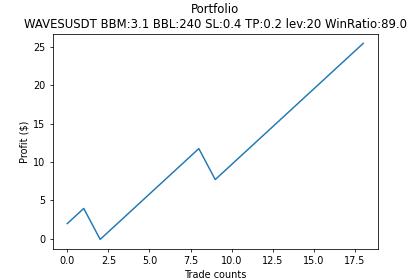 Portfolio
WAVESUSDT BBM:3.1 BBL:240 SL:0.4 TP:0.2 lev:20 WinRatio:89.0
25
20
15
10
5
0
Profit ($)
0.0 2.5 5.0 7.5 10.0 12.5 15.0 17.5
Trade counts